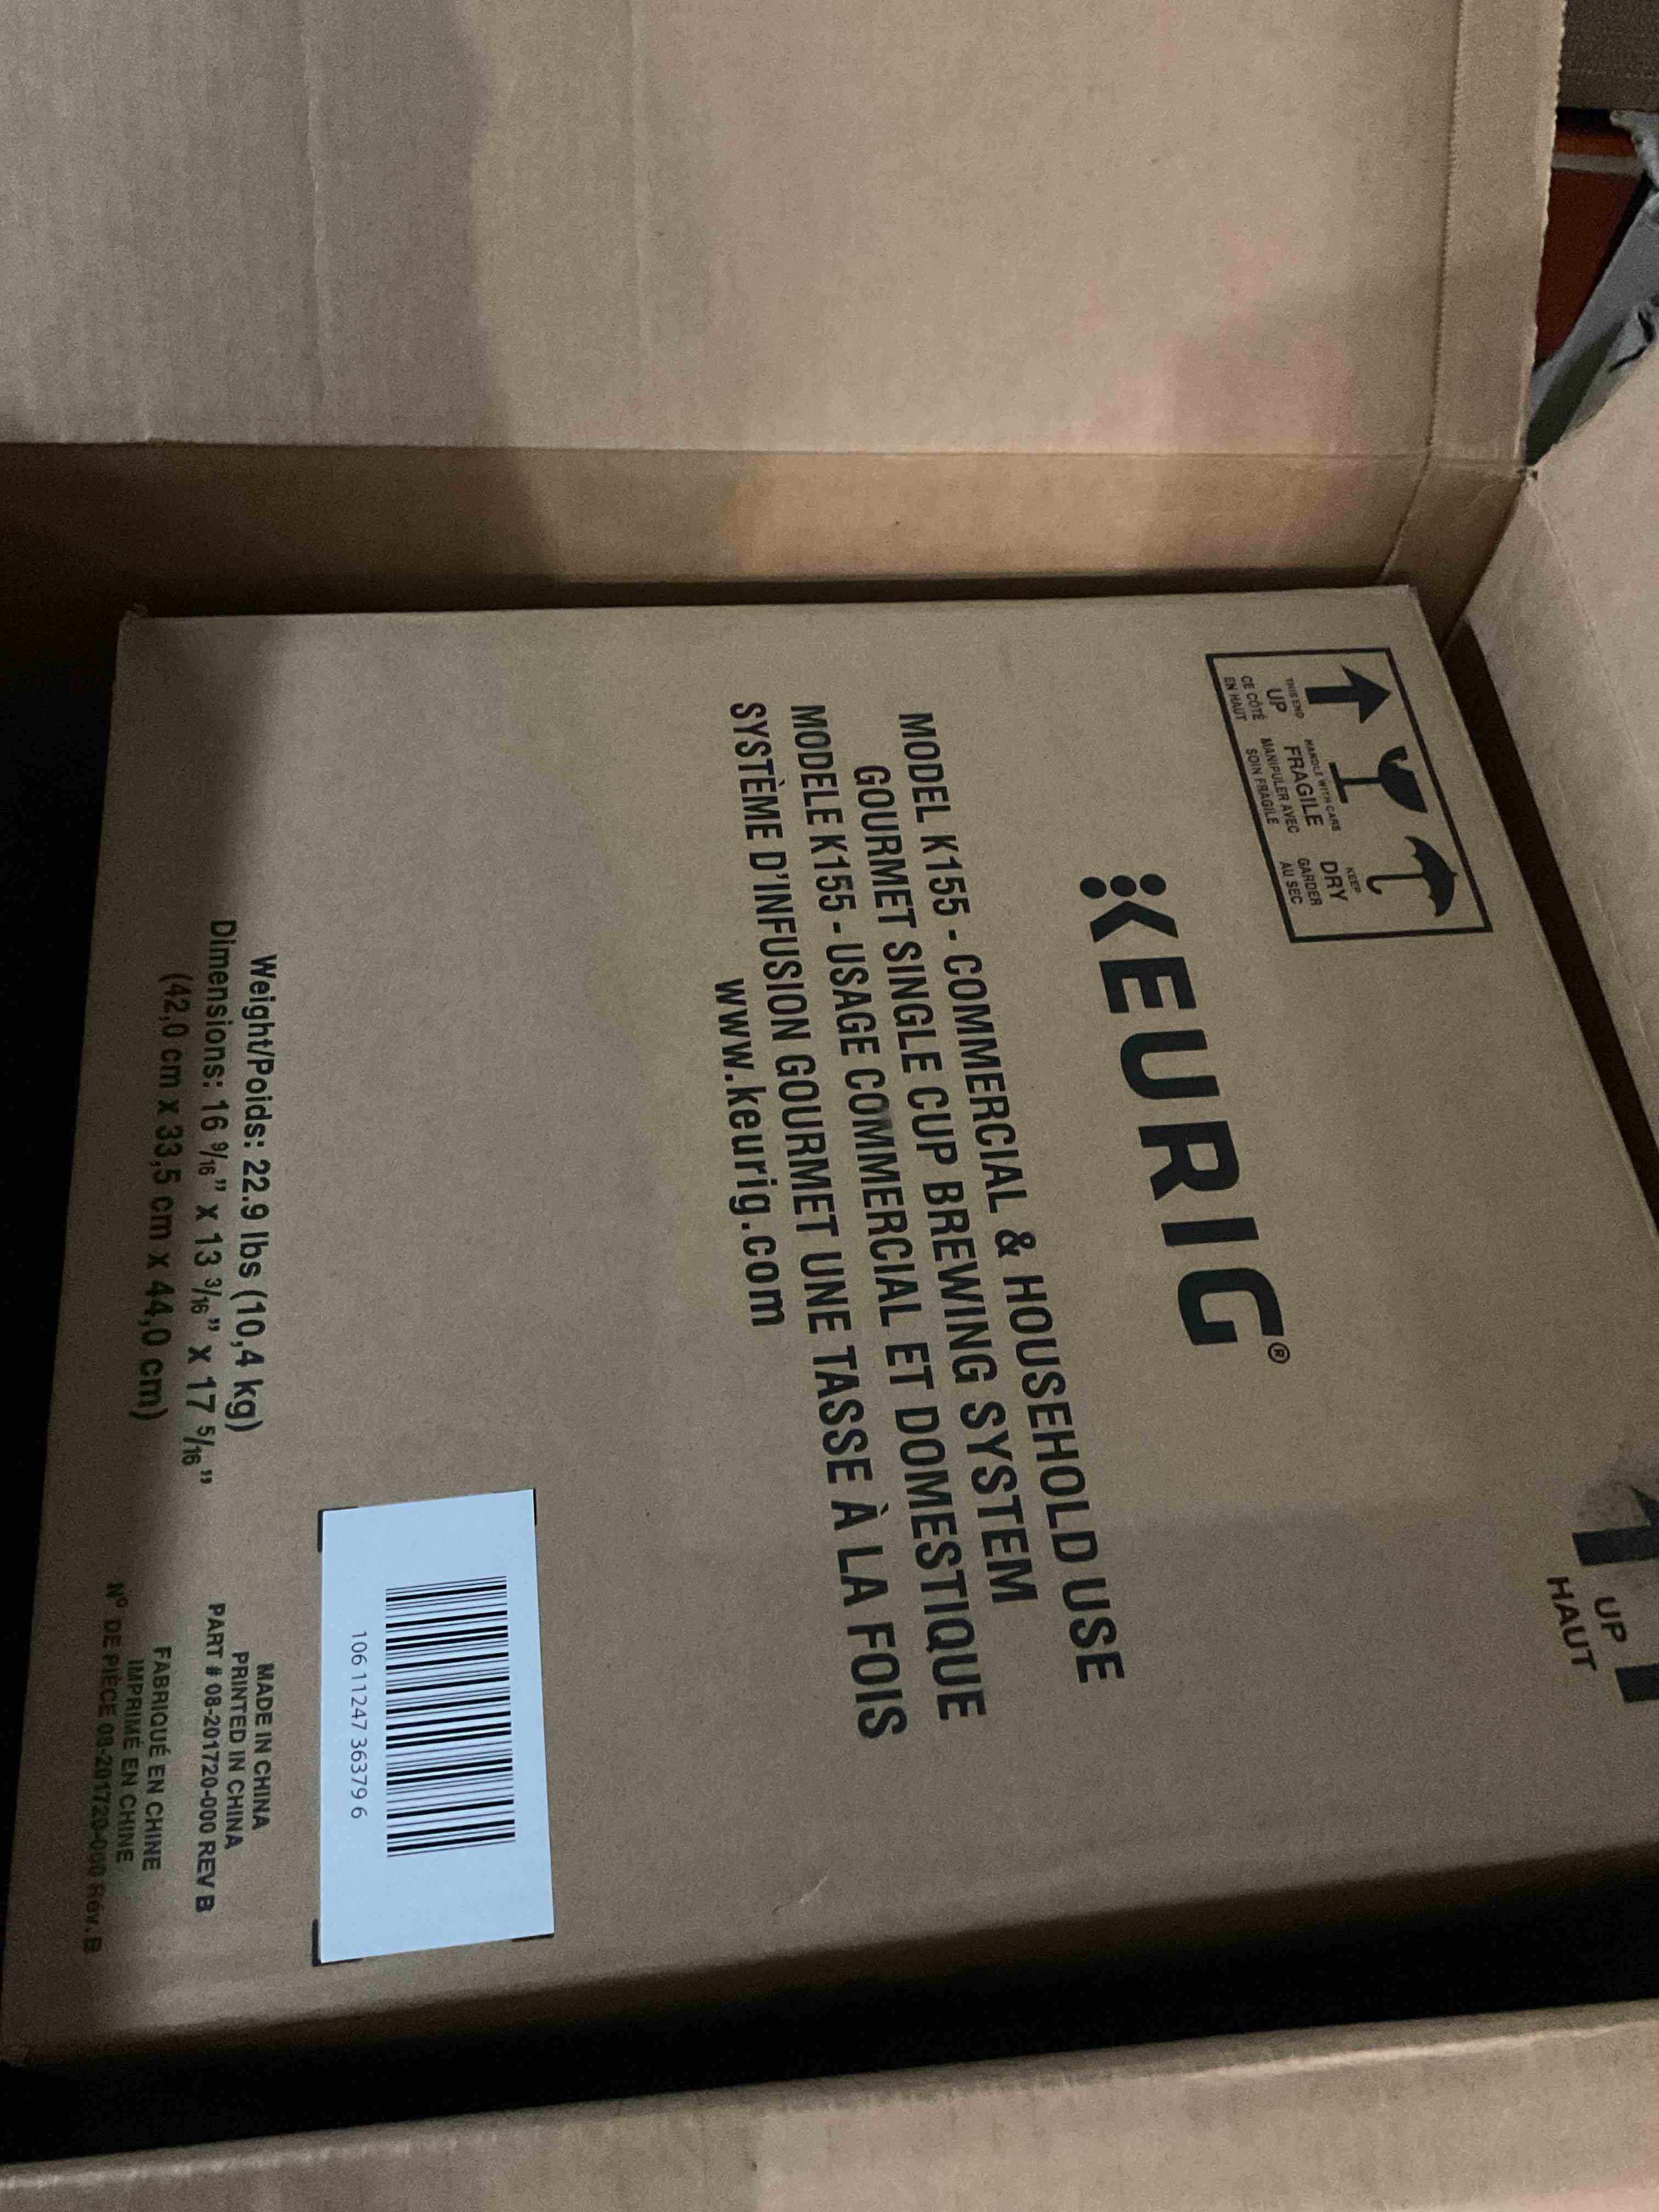 THIS END
UP
CE CÔTÉ
EN HAUT
HANDLE WITH CARE
FRAGILE
MANIPULER AVEC
SOIN FRAGILE
KEEP
DRY
GARDER
AU SEC
UP
HAUT
KEURIG®
MODEL K155 - COMMERCIAL & HOUSEHOLD USE
GOURMET SINGLE CUP BREWING SYSTEM
MODELE K155 - USAGE COMMERCIAL ET DOMESTIQUE
SYSTÈME D'INFUSION GOURMET UNE TASSE À LA FOIS
www.keurig.com
106 11247 363796
Weight/Poids: 22.9 lbs (10,4 kg)
Dimensions: 16 9/16" x 13 3/16" x 17 5/16"
(42,0 cm x 33,5 cm x 44,0 cm)
MADE IN CHINA
PRINTED IN CHINA
PART # 08-201720-000 REV B
FABRIQUÉ EN CHINE
IMPRIMÉ EN CHINE
Nº DE PIÈCE 08-201720-000 Rév. B